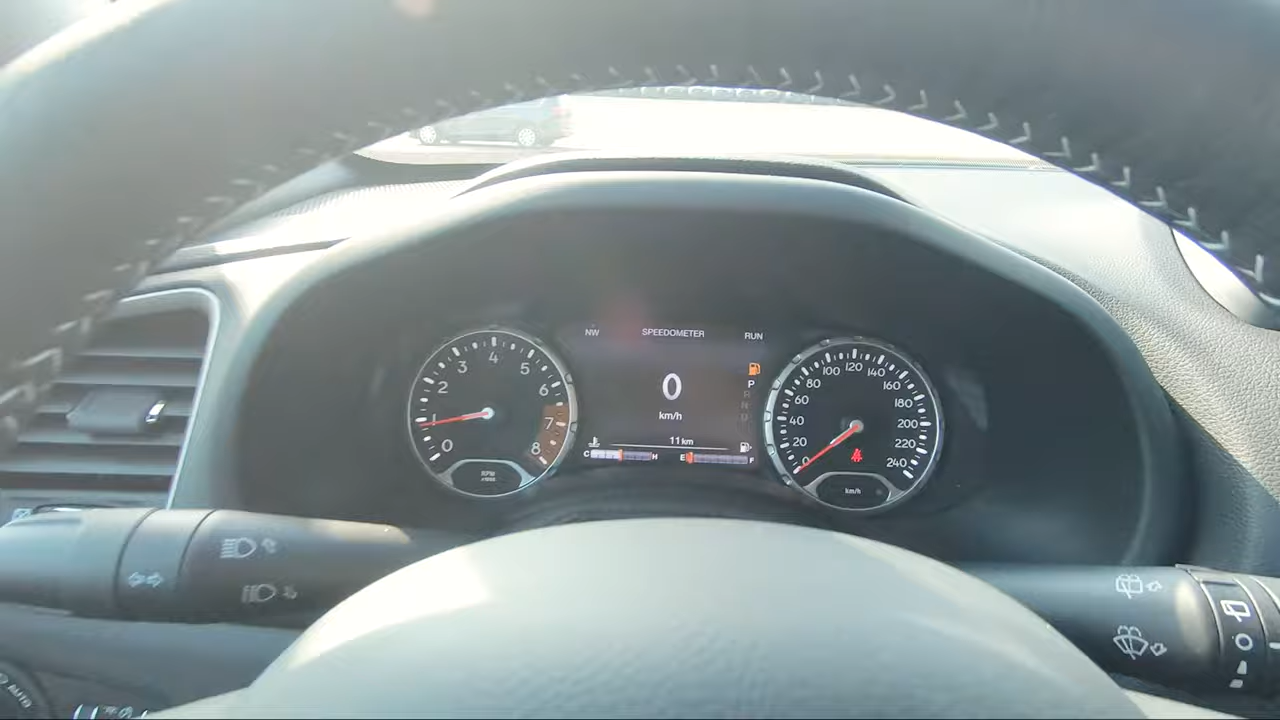 NW SPEEDOMETER RUN
0
km/h
P
R
N
D
11 km
C H E F
0 1 2 3 4 5 6 7 8
RPM
x1000
0 20 40 60 80 100 120 140 160 180 200 220 240
km/h
AUTO